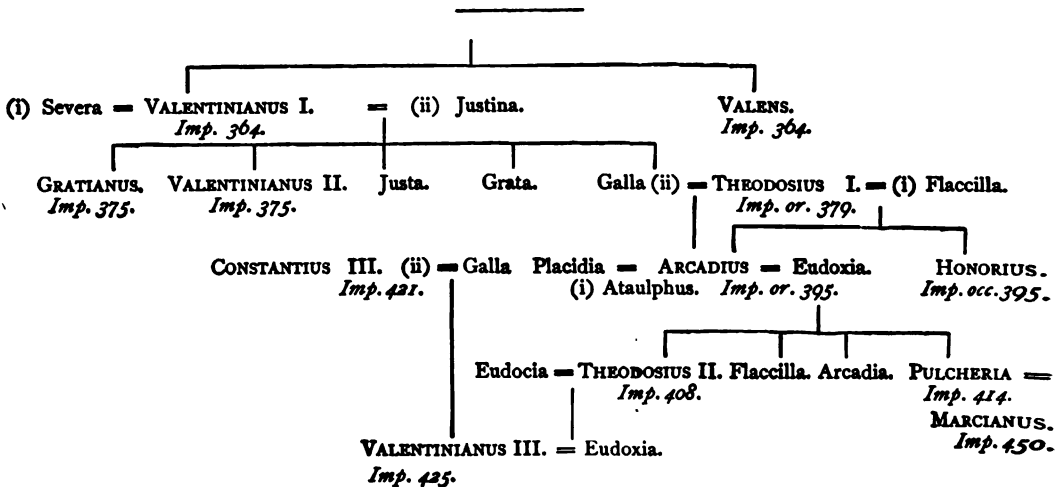 (i) Severa = VALENTINIANUS I. = (ii) Justina. VALENS.
Imp. 364. Imp. 364.
GRATIANUS. VALENTINIANUS II. Justa. Grata. Galla (ii) = THEODOSIUS I. = (i) Flaccilla.
Imp. 375. Imp. 375. Imp. or. 379.
CONSTANTIUS III. (ii) = Galla Placidia = ARCADIUS = Eudoxia. HONORIUS.
Imp. 421. (i) Ataulphus. Imp. or. 395. Imp. occ. 395.
Eudocia = THEODOSIUS II. Flaccilla. Arcadia. PULCHERIA =
Imp. 408. Imp. 414.
MARCIANUS.
VALENTINIANUS III. = Eudoxia. Imp. 450.
Imp. 425.